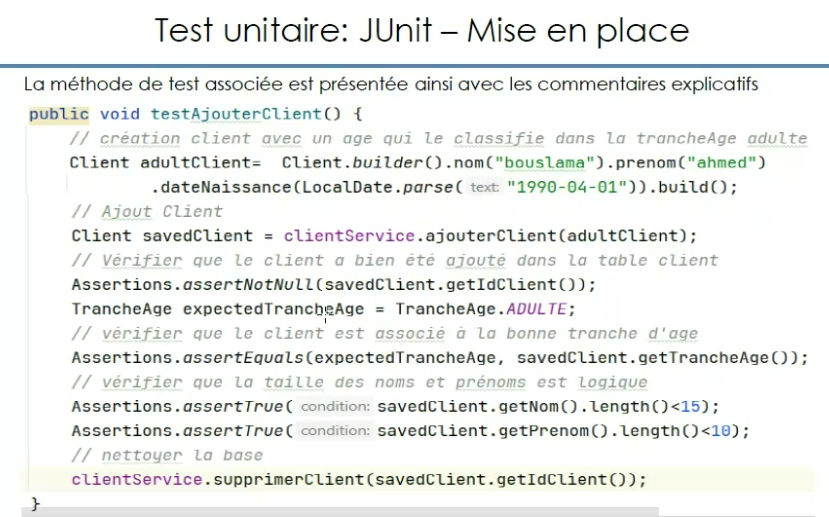 Test unitaire: JUnit – Mise en place
La méthode de test associée est présentée ainsi avec les commentaires explicatifs
public void testAjouterClient() {
// création client avec un age qui le classifie dans la trancheAge adulte
Client adultClient= Client.builder().nom("bouslama").prenom("ahmed")
.dateNaissance(LocalDate.parse( text: "1990-04-01")).build();
// Ajout Client
Client savedClient = clientService.ajouterClient(adultClient);
// Vérifier que le client a bien été ajouté dans la table client
Assertions.assertNotNull(savedClient.getIdClient());
TrancheAge expectedTrancheAge = TrancheAge.ADULTE;
// vérifier que le client est associé à la bonne tranche d'age
Assertions.assertEquals(expectedTrancheAge, savedClient.getTrancheAge());
// vérifier que la taille des noms et prénoms est logique
Assertions.assertTrue( condition: savedClient.getNom().length()<15);
Assertions.assertTrue( condition: savedClient.getPrenom().length()<10);
// nettoyer la base
clientService.supprimerClient(savedClient.getIdClient());
}